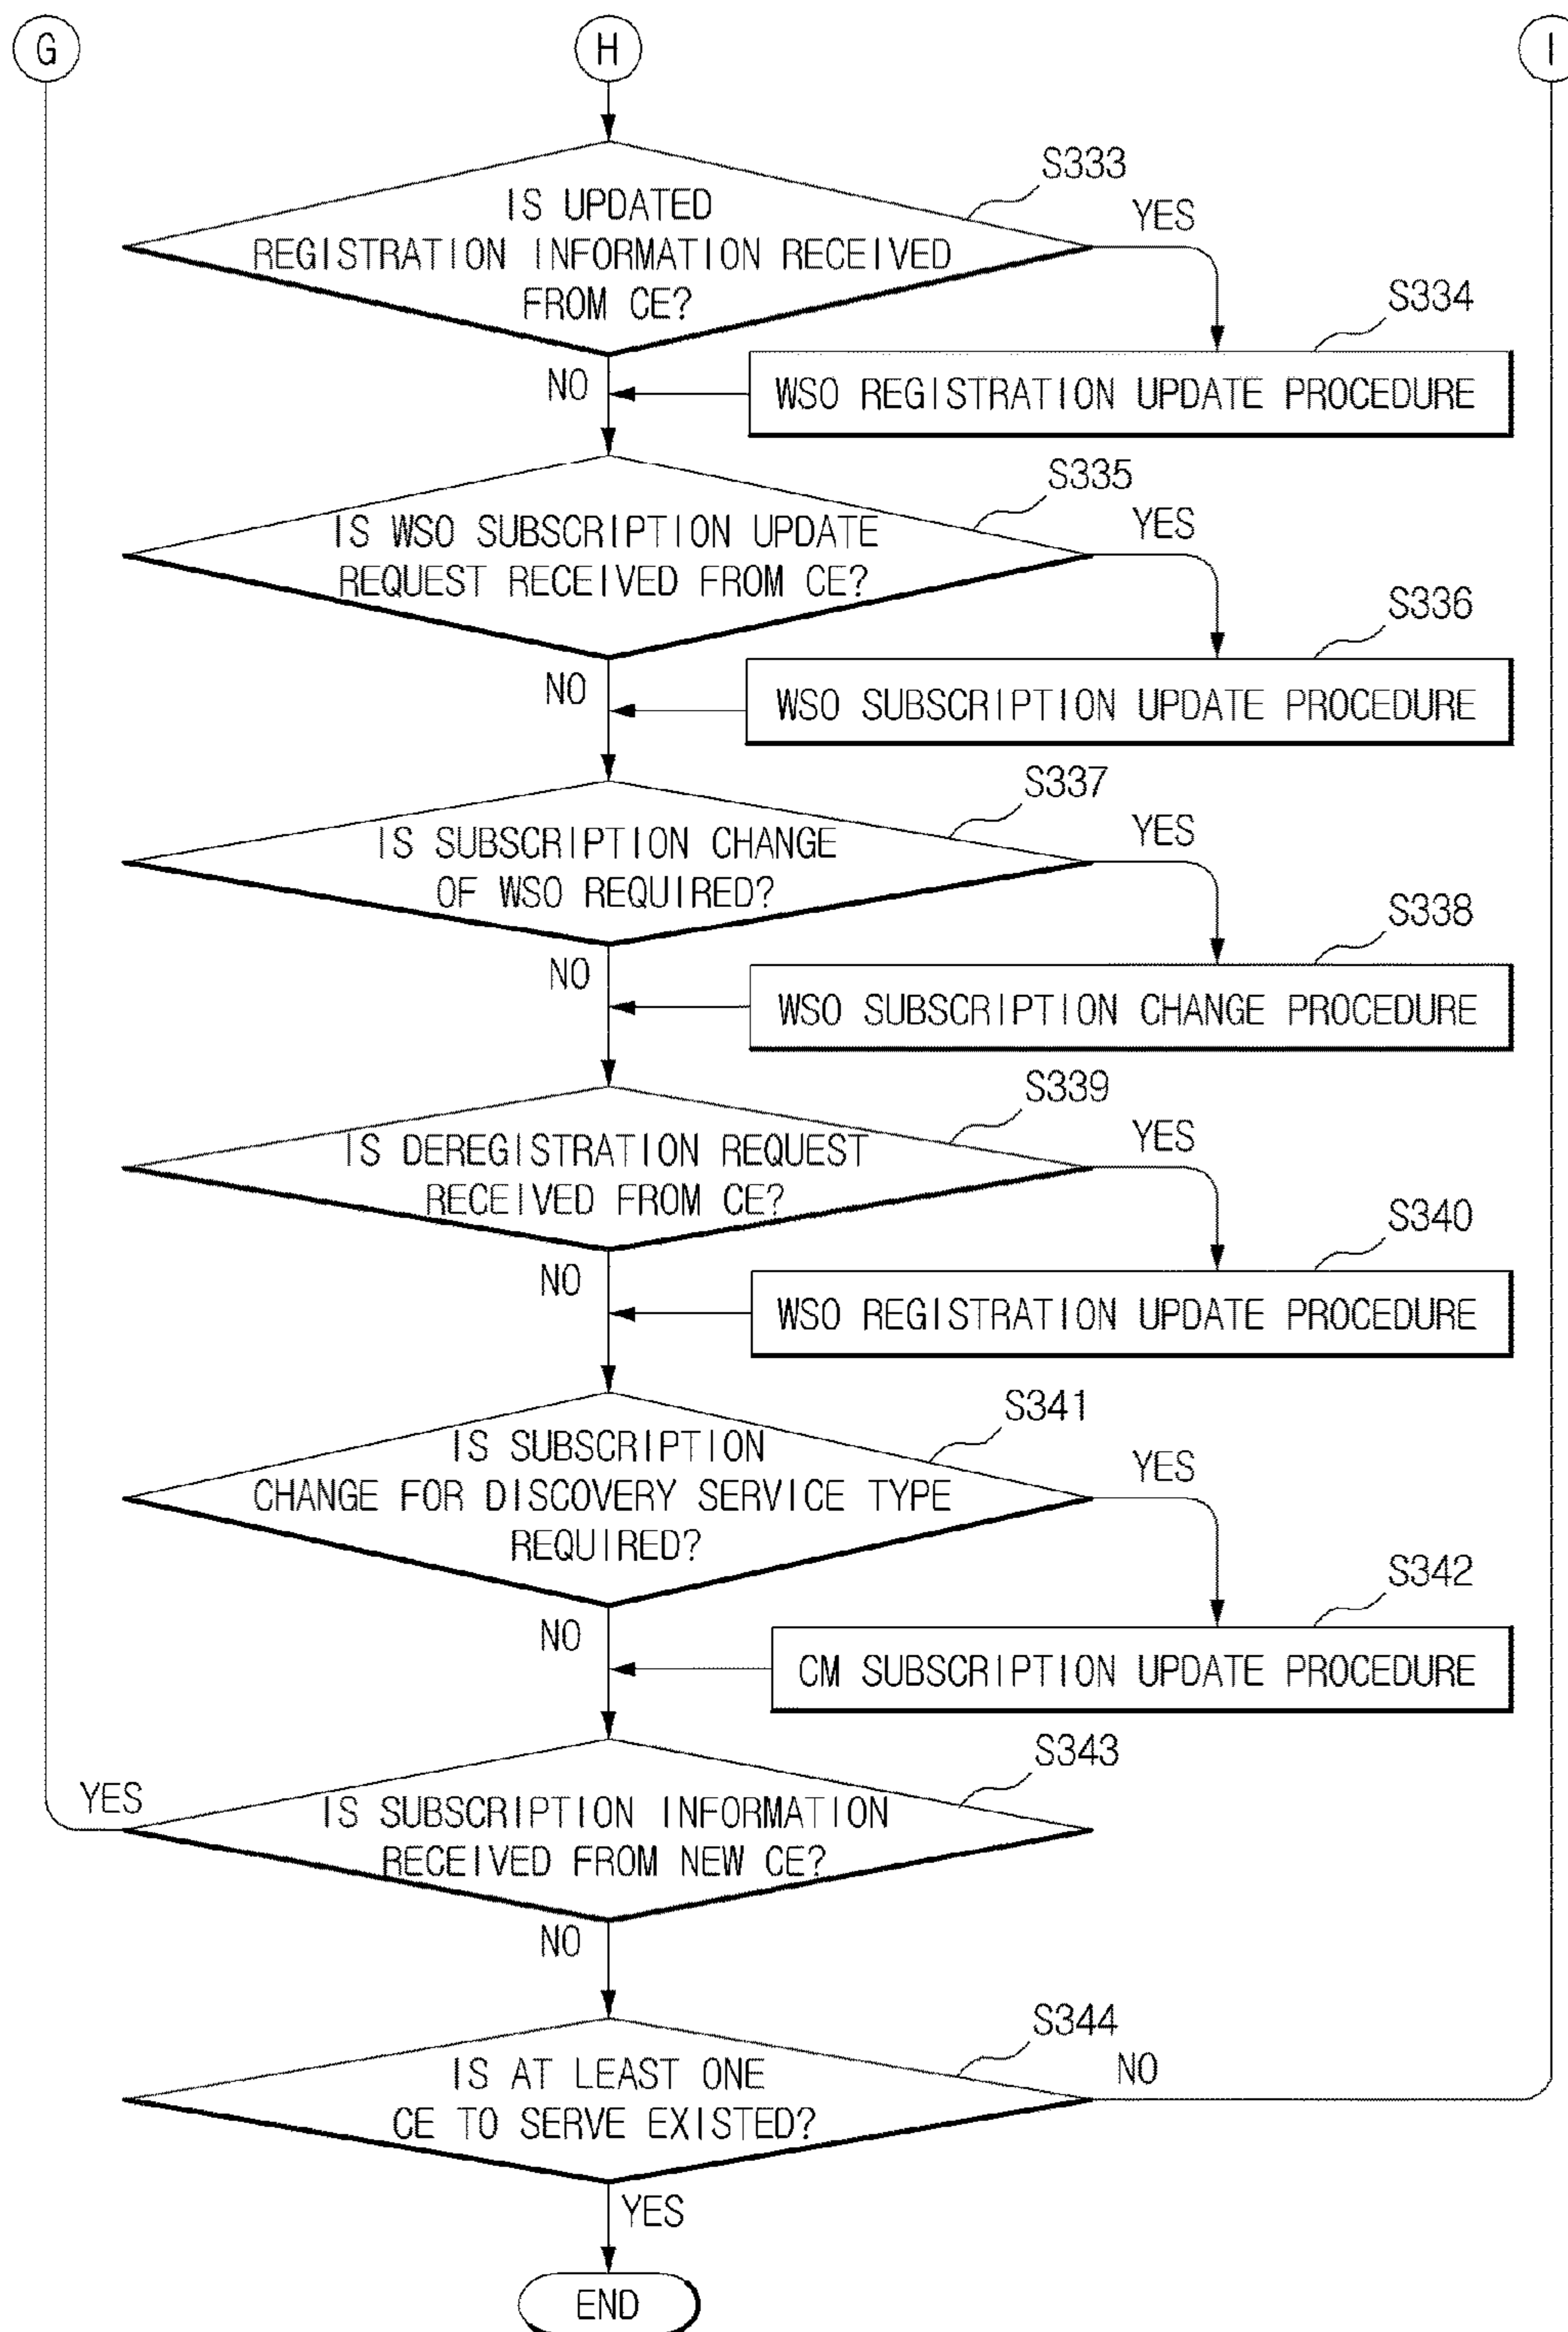 G
H
I
S333
IS UPDATED
REGISTRATION INFORMATION RECEIVED
FROM CE?
YES
S334
NO
WSO REGISTRATION UPDATE PROCEDURE
S335
IS WSO SUBSCRIPTION UPDATE
REQUEST RECEIVED FROM CE?
YES
S336
NO
WSO SUBSCRIPTION UPDATE PROCEDURE
S337
IS SUBSCRIPTION CHANGE
OF WSO REQUIRED?
YES
S338
NO
WSO SUBSCRIPTION CHANGE PROCEDURE
S339
IS DEREGISTRATION REQUEST
RECEIVED FROM CE?
YES
S340
NO
WSO REGISTRATION UPDATE PROCEDURE
S341
IS SUBSCRIPTION
CHANGE FOR DISCOVERY SERVICE TYPE
REQUIRED?
YES
S342
NO
CM SUBSCRIPTION UPDATE PROCEDURE
S343
YES
IS SUBSCRIPTION INFORMATION
RECEIVED FROM NEW CE?
NO
S344
IS AT LEAST ONE
CE TO SERVE EXISTED?
NO
YES
END